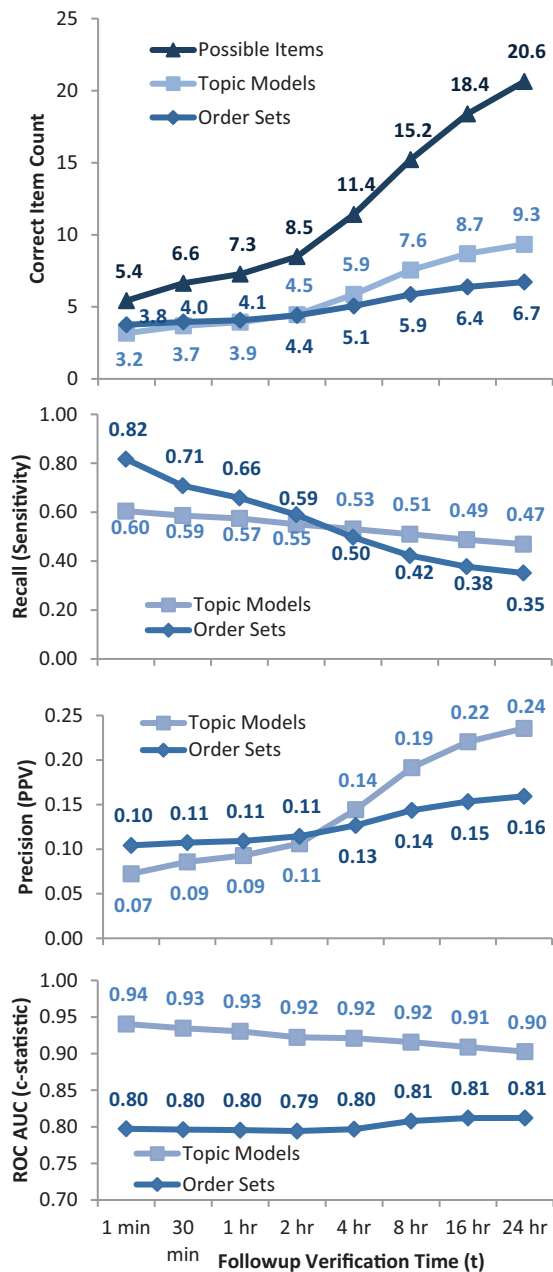 25
20
15
10
5
0
Correct Item Count
Possible Items
Topic Models
Order Sets
5.4 6.6 7.3 8.5 11.4 15.2 18.4 20.6
3.8 4.0 4.1 4.5 5.9 7.6 8.7 9.3
3.2 3.7 3.9 4.4 5.1 5.9 6.4 6.7
1.00
0.80
0.60
0.40
0.20
0.00
Recall (Sensitivity)
0.82 0.71 0.66 0.59 0.53 0.51 0.49 0.47
0.60 0.59 0.57 0.55 0.50 0.42 0.38 0.35
Topic Models
Order Sets
0.25
0.20
0.15
0.10
0.05
0.00
Precision (PPV)
Topic Models
Order Sets
0.10 0.11 0.11 0.11 0.14 0.19 0.22 0.24
0.07 0.09 0.09 0.11 0.13 0.14 0.15 0.16
1.00
0.95
0.90
0.85
0.80
0.75
0.70
ROC AUC (c-statistic)
0.94 0.93 0.93 0.92 0.92 0.92 0.91 0.90
0.80 0.80 0.80 0.79 0.80 0.81 0.81 0.81
Topic Models
Order Sets
1 min 30 1 hr 2 hr 4 hr 8 hr 16 hr 24 hr
min
Followup Verification Time (t)